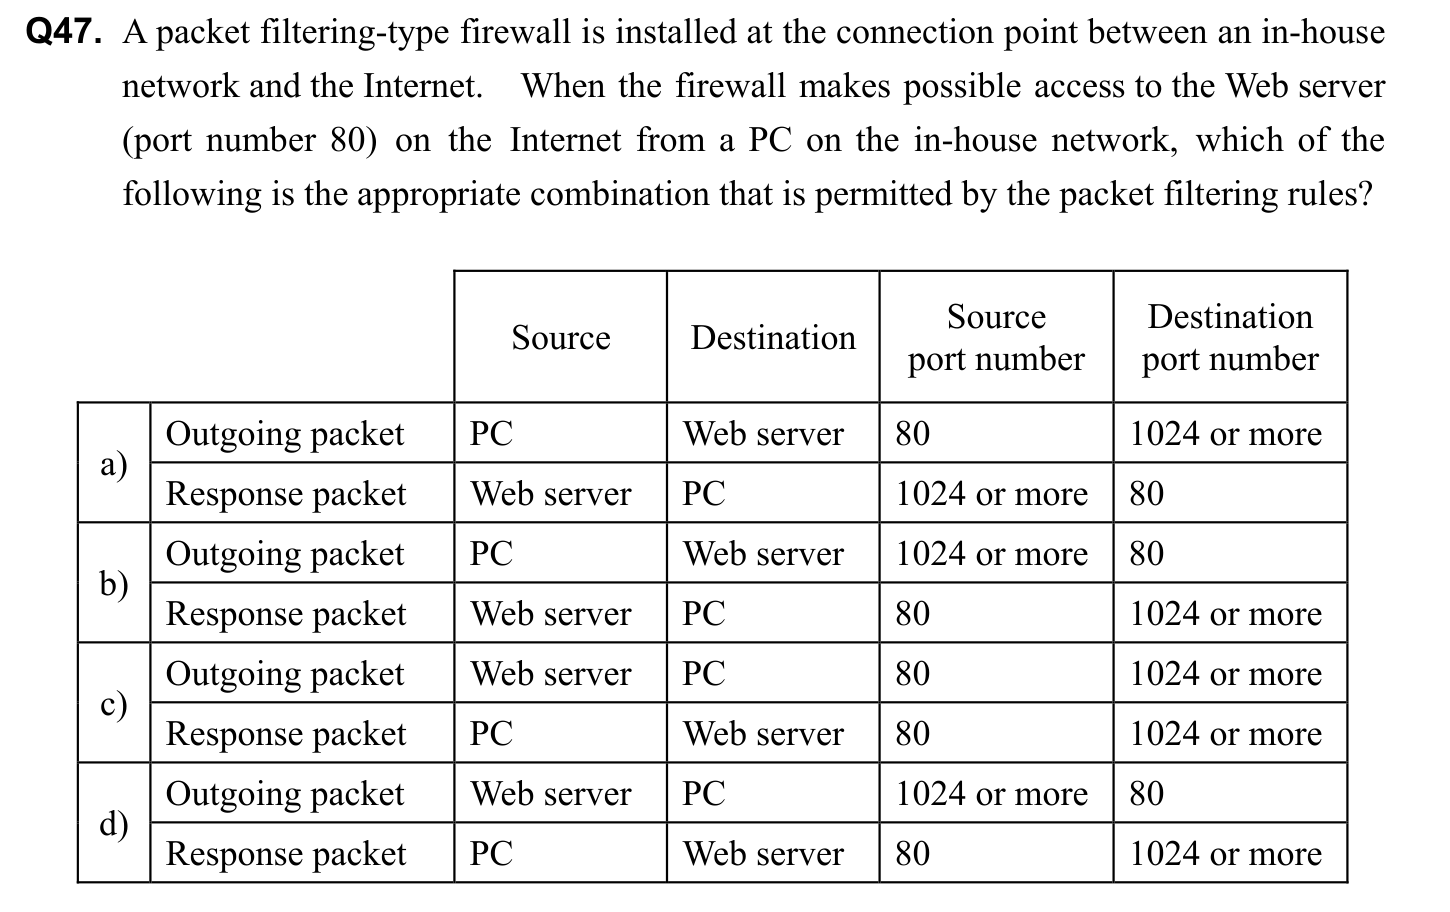 Q47. A packet filtering-type firewall is installed at the connection point between an in-house
network and the Internet. When the firewall makes possible access to the Web server
(port number 80) on the Internet from a PC on the in-house network, which of the
following is the appropriate combination that is permitted by the packet filtering rules?
Source Destination Source port number Destination port number
a) Outgoing packet PC Web server 80 1024 or more
Response packet Web server PC 1024 or more 80
b) Outgoing packet PC Web server 1024 or more 80
Response packet Web server PC 80 1024 or more
c) Outgoing packet Web server PC 80 1024 or more
Response packet PC Web server 80 1024 or more
d) Outgoing packet Web server PC 1024 or more 80
Response packet PC Web server 80 1024 or more